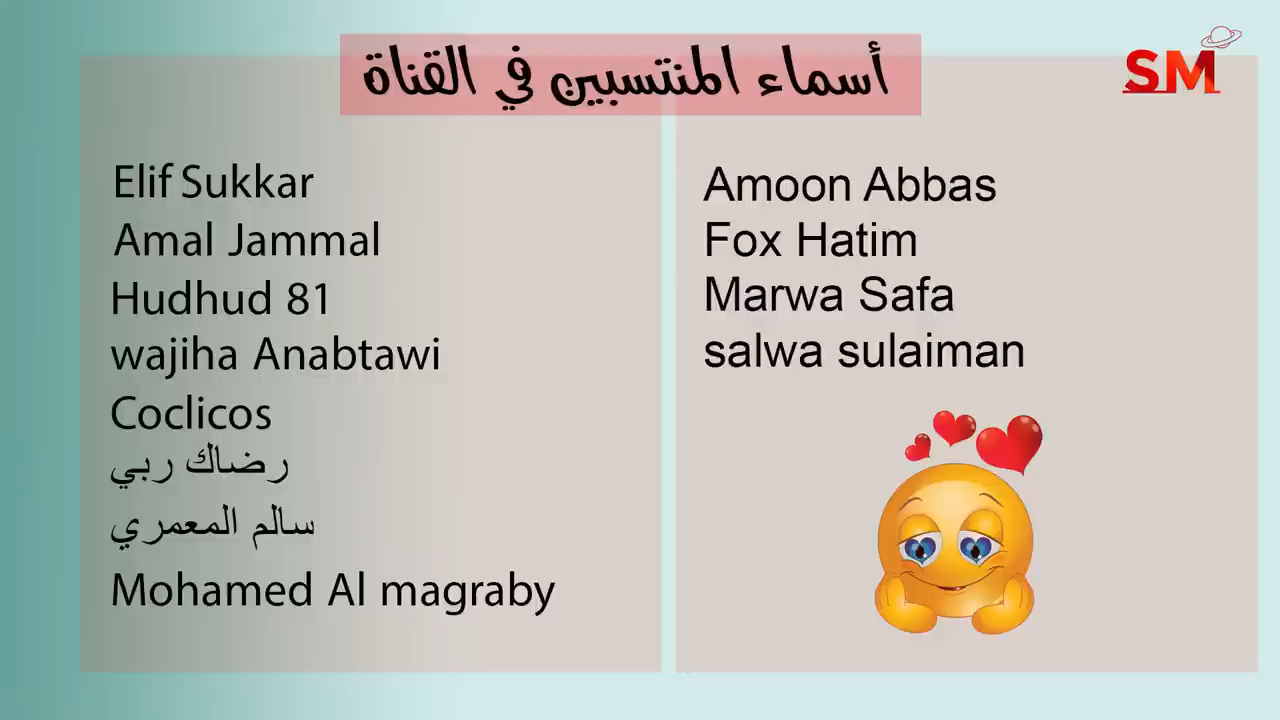 أسماء المنتسبين في القناة
SM
Elif Sukkar
Amal Jammal
Hudhud 81
wajiha Anabtawi
Coclicos
رضاك ربي
سالم المعمري
Mohamed Al magraby
Amoon Abbas
Fox Hatim
Marwa Safa
salwa sulaiman